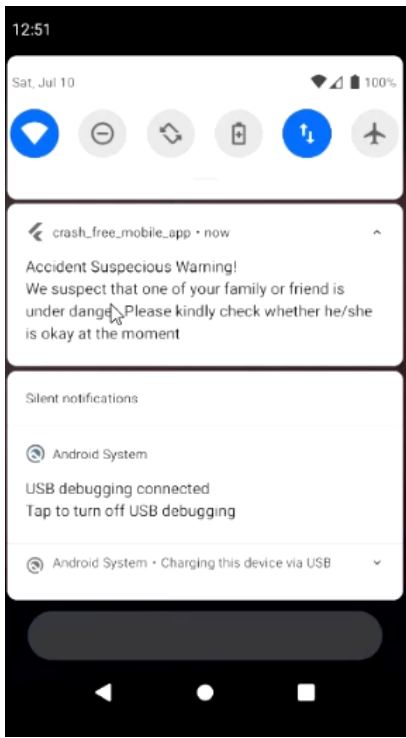 12:51
Sat, Jul 10
100%
crash_free_mobile_app • now
Accident Suspecious Warning!
We suspect that one of your family or friend is
under dange Please kindly check whether he/she
is okay at the moment
Silent notifications
Android System
USB debugging connected
Tap to turn off USB debugging
Android System • Charging this device via USB